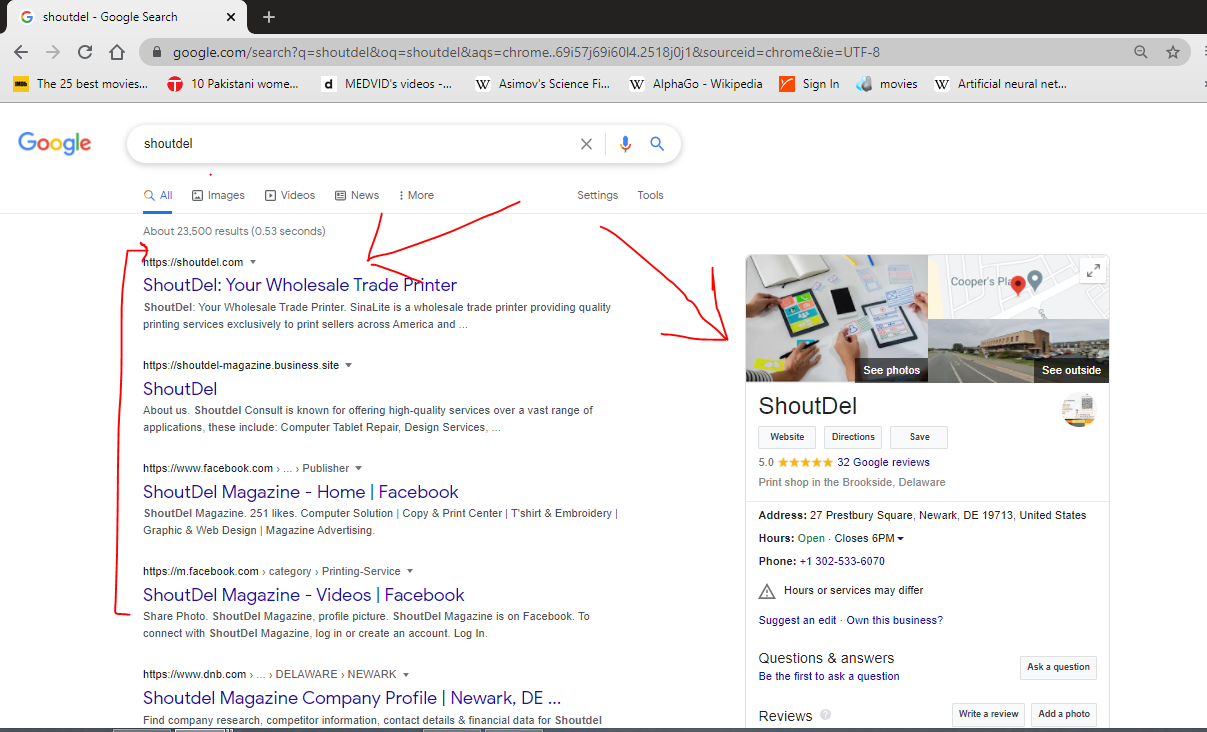 shoutdel - Google Search
google.com/search?q=shoutdel&oq=shoutdel&aqs=chrome..69i57j69i60l4.2518j0j1&sourceid=chrome&ie=UTF-8
The 25 best movies... 10 Pakistani wome... MEDVID's videos -... Asimov's Science Fi... AlphaGo - Wikipedia Sign In movies Artificial neural net...
Google
shoutdel
All Images Videos News More Settings Tools
About 23,500 results (0.53 seconds)
https://shoutdel.com
ShoutDel: Your Wholesale Trade Printer
ShoutDel: Your Wholesale Trade Printer. SinaLite is a wholesale trade printer providing quality
printing services exclusively to print sellers across America and ...
https://shoutdel-magazine.business.site
ShoutDel
About us. Shoutdel Consult is known for offering high-quality services over a vast range of
applications, these include: Computer Tablet Repair, Design Services, ...
https://www.facebook.com › ... › Publisher
ShoutDel Magazine - Home | Facebook
ShoutDel Magazine. 251 likes. Computer Solution | Copy & Print Center | T'shirt & Embroidery |
Graphic & Web Design | Magazine Advertising.
https://m.facebook.com › category › Printing-Service
ShoutDel Magazine - Videos | Facebook
Share Photo. ShoutDel Magazine, profile picture. ShoutDel Magazine is on Facebook. To
connect with ShoutDel Magazine, log in or create an account. Log In.
https://www.dnb.com › ... › DELAWARE › NEWARK
Shoutdel Magazine Company Profile | Newark, DE ...
Find company research, competitor information, contact details & financial data for Shoutdel
Cooper's Pla
See photos
See outside
ShoutDel
Website Directions Save
5.0 32 Google reviews
Print shop in the Brookside, Delaware
Address: 27 Prestbury Square, Newark, DE 19713, United States
Hours: Open · Closes 6PM
Phone: +1 302-533-6070
Hours or services may differ
Suggest an edit · Own this business?
Questions & answers
Be the first to ask a question
Ask a question
Reviews
Write a review Add a photo